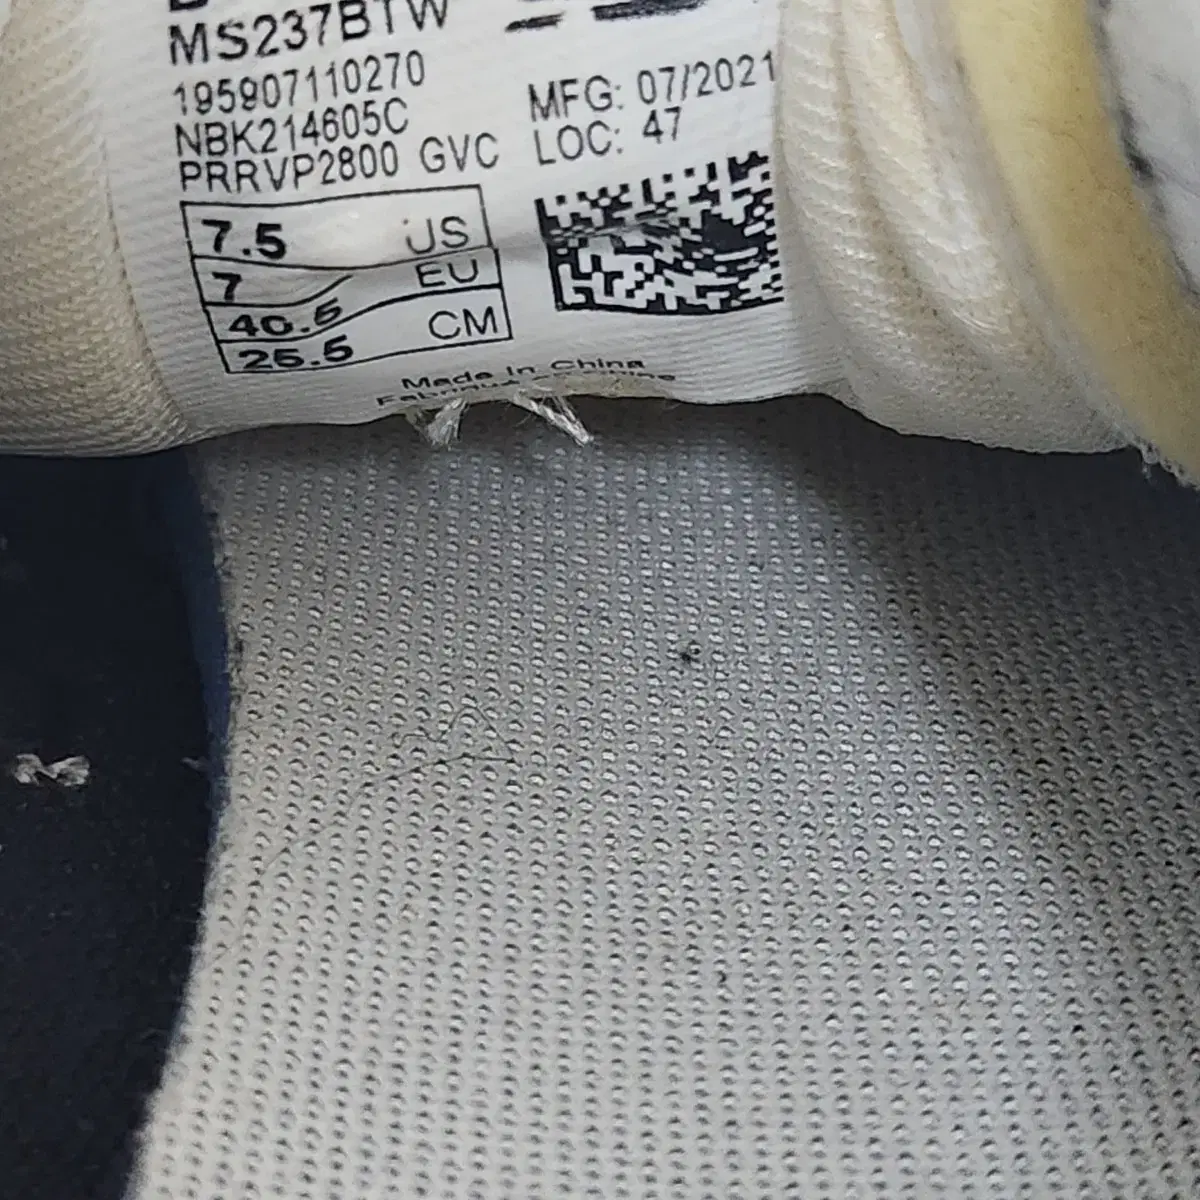 MS237BTW
195907110270
NBK214605C
PRRVP2800 GVC
MFG: 07/2021
LOC: 47
7.5 US
7
EU
40.5
25.5 CM
Made in China